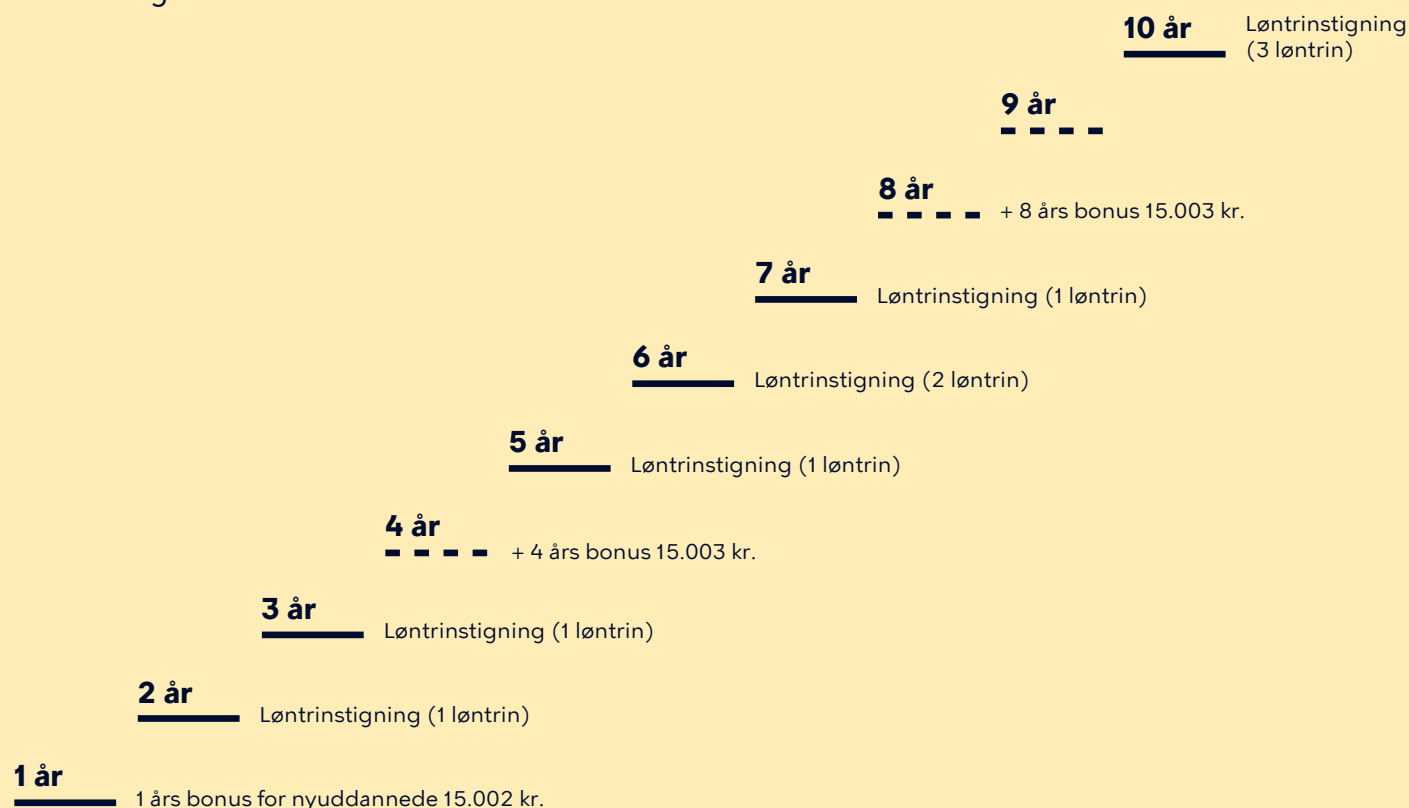 10 år
Løntrinstigning
(3 løntrin)
9 år
8 år
+ 8 års bonus 15.003 kr.
7 år
Løntrinstigning (1 løntrin)
6 år
Løntrinstigning (2 løntrin)
5 år
Løntrinstigning (1 løntrin)
4 år
+ 4 års bonus 15.003 kr.
3 år
Løntrinstigning (1 løntrin)
2 år
Løntrinstigning (1 løntrin)
1 år
1 års bonus for nyuddannede 15.002 kr.